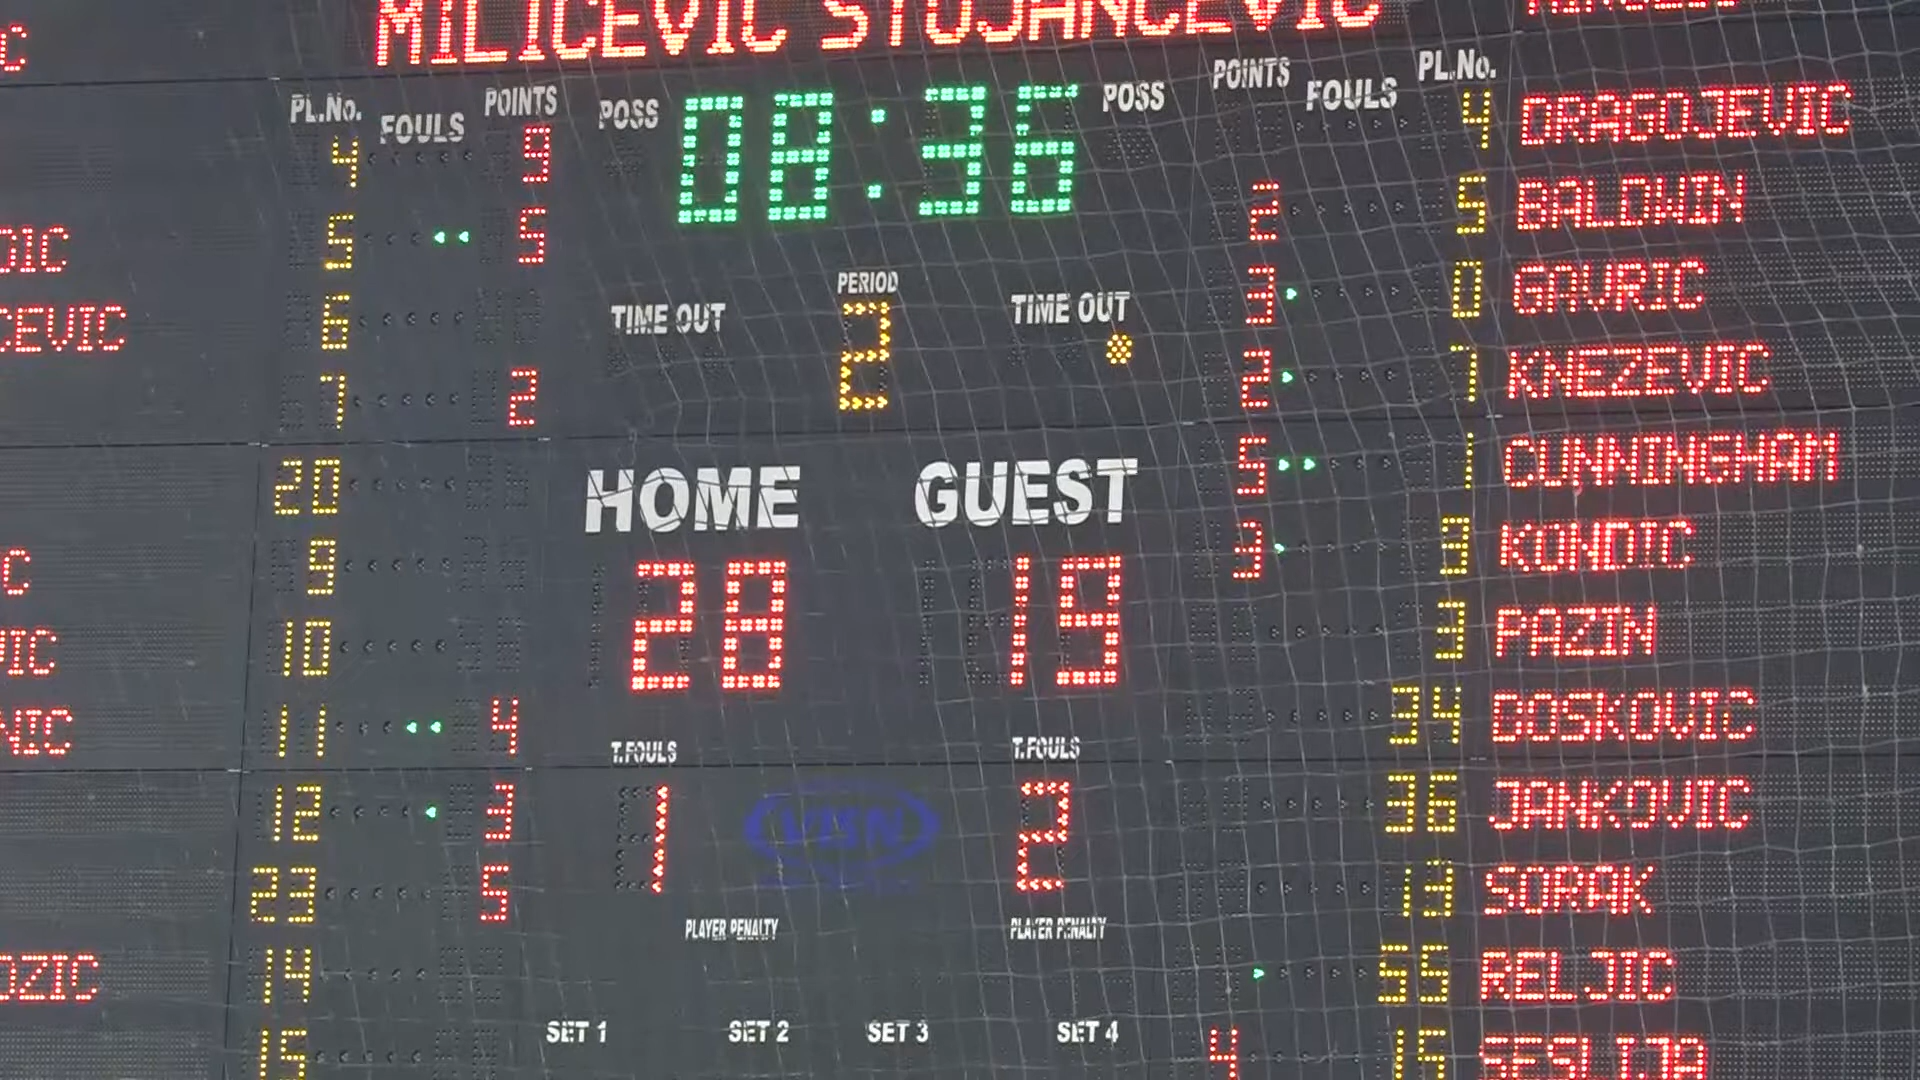 MILICEVIC STOJANCEVIC
PL.No. FOULS POINTS POSS 08:36 POSS POINTS FOULS PL.No.
4 9 4 DRAGOJEVIC
5 5 2 5 BALDWIN
6 3 0 GAVRIC
TIME OUT PERIOD 2 TIME OUT
7 2 2 7 KNEZEVIC
20 5 1 CUNNINGHAM
HOME GUEST
9 3 9 KONDIC
28 19
10 3 PAZIN
11 4 34 DOSKOVIC
T.FOULS T.FOULS
12 3 1 VISN 2 36 JANKOVIC
23 5 13 SORAK
PLAYER PENALTY PLAYER PENALTY
14 55 RELJIC
SET 1 SET 2 SET 3 SET 4
15 4 15 SESLIJA